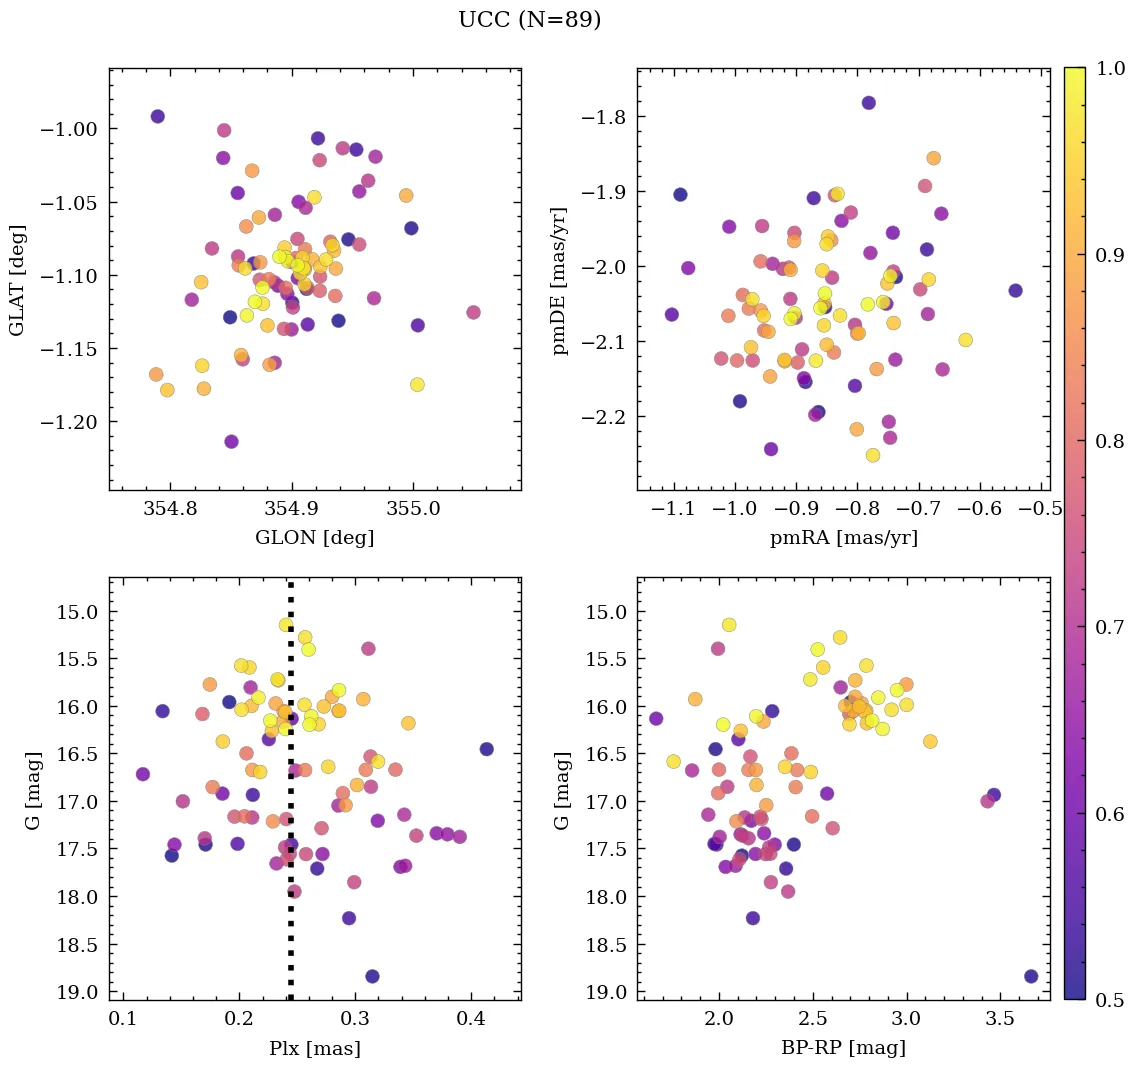 UCC (N=89)
−1.00
−1.05
−1.10
−1.15
−1.20
GLAT [deg]
354.8 354.9 355.0
GLON [deg]
−1.8
−1.9
−2.0
−2.1
−2.2
pmDE [mas/yr]
−1.1 −1.0 −0.9 −0.8 −0.7 −0.6 −0.5
pmRA [mas/yr]
15.0
15.5
16.0
16.5
17.0
17.5
18.0
18.5
19.0
G [mag]
0.1 0.2 0.3 0.4
Plx [mas]
15.0
15.5
16.0
16.5
17.0
17.5
18.0
18.5
19.0
G [mag]
2.0 2.5 3.0 3.5
BP-RP [mag]
1.0
0.9
0.8
0.7
0.6
0.5